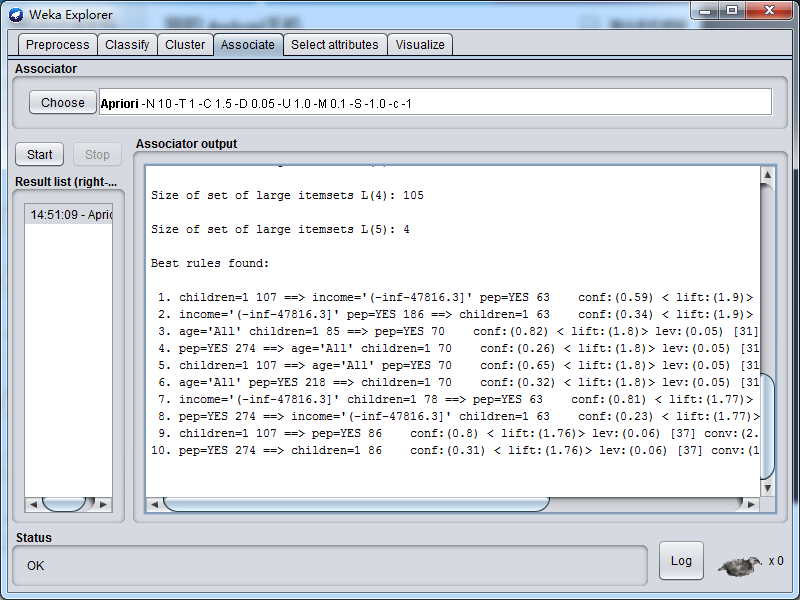 Weka Explorer
Preprocess Classify Cluster Associate Select attributes Visualize
Associator
Choose Apriori -N 10 -T 1 -C 1.5 -D 0.05 -U 1.0 -M 0.1 -S -1.0 -c -1
Start Stop
Associator output
Result list (right-...
14:51:09 - Aprio
Size of set of large itemsets L(4): 105
Size of set of large itemsets L(5): 4
Best rules found:
1. children=1 107 ==> income='(-inf-47816.3]' pep=YES 63 conf:(0.59) < lift:(1.9)>
2. income='(-inf-47816.3]' pep=YES 186 ==> children=1 63 conf:(0.34) < lift:(1.9)>
3. age='All' children=1 85 ==> pep=YES 70 conf:(0.82) < lift:(1.8)> lev:(0.05) [31]
4. pep=YES 274 ==> age='All' children=1 70 conf:(0.26) < lift:(1.8)> lev:(0.05) [31
5. children=1 107 ==> age='All' pep=YES 70 conf:(0.65) < lift:(1.8)> lev:(0.05) [31
6. age='All' pep=YES 218 ==> children=1 70 conf:(0.32) < lift:(1.8)> lev:(0.05) [31
7. income='(-inf-47816.3]' children=1 78 ==> pep=YES 63 conf:(0.81) < lift:(1.77)>
8. pep=YES 274 ==> income='(-inf-47816.3]' children=1 63 conf:(0.23) < lift:(1.77)>
9. children=1 107 ==> pep=YES 86 conf:(0.8) < lift:(1.76)> lev:(0.06) [37] conv:(2.
10. pep=YES 274 ==> children=1 86 conf:(0.31) < lift:(1.76)> lev:(0.06) [37] conv:(1
Status
OK
Log
x 0